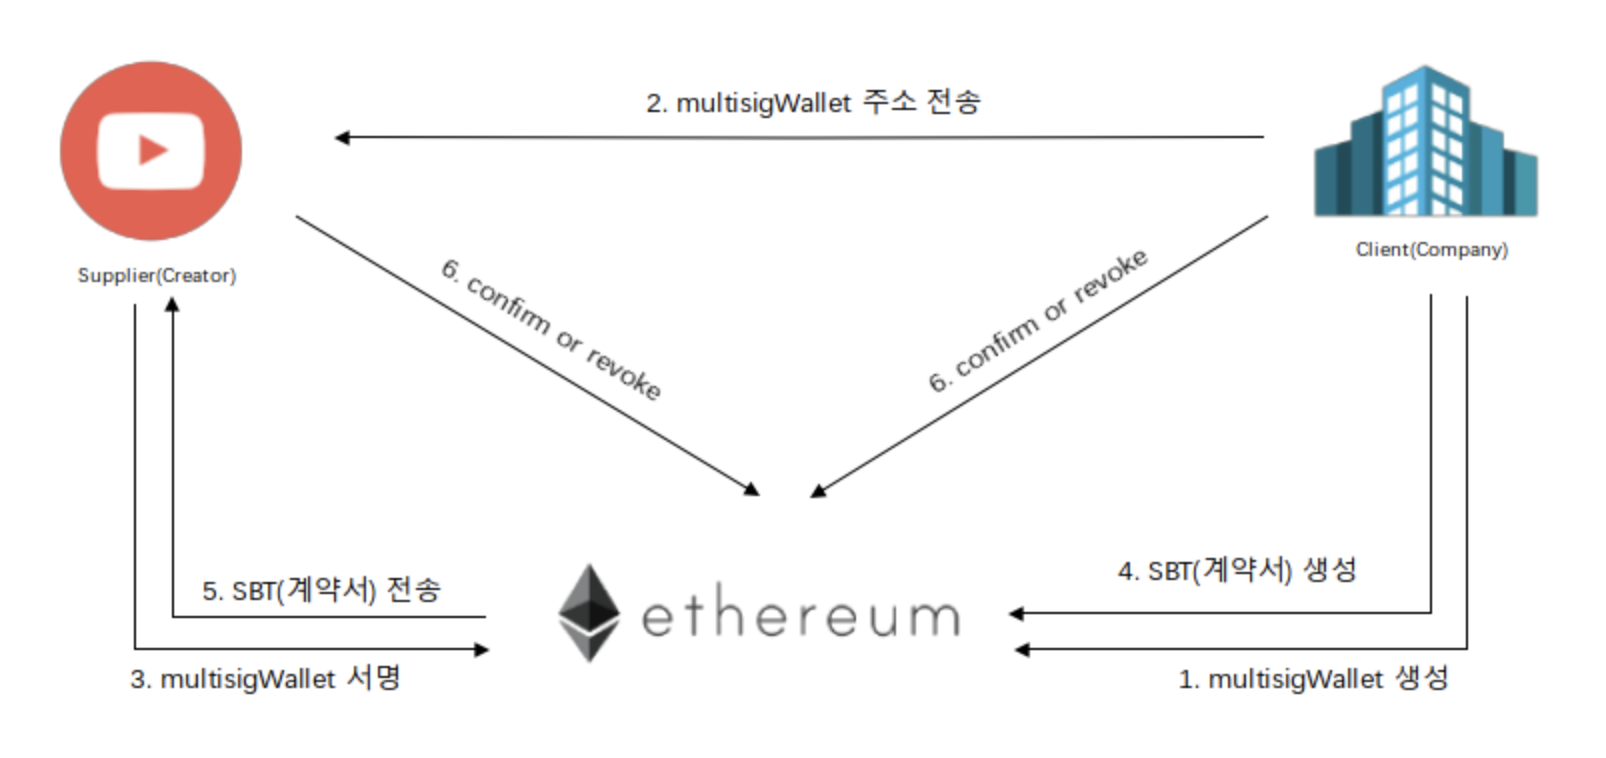 2. multisigWallet 주소 전송
Supplier(Creator)
Client(Company)
6. confirm or revoke
6. confirm or revoke
5. SBT(계약서) 전송
4. SBT(계약서) 생성
ethereum
3. multisigWallet 서명
1. multisigWallet 생성